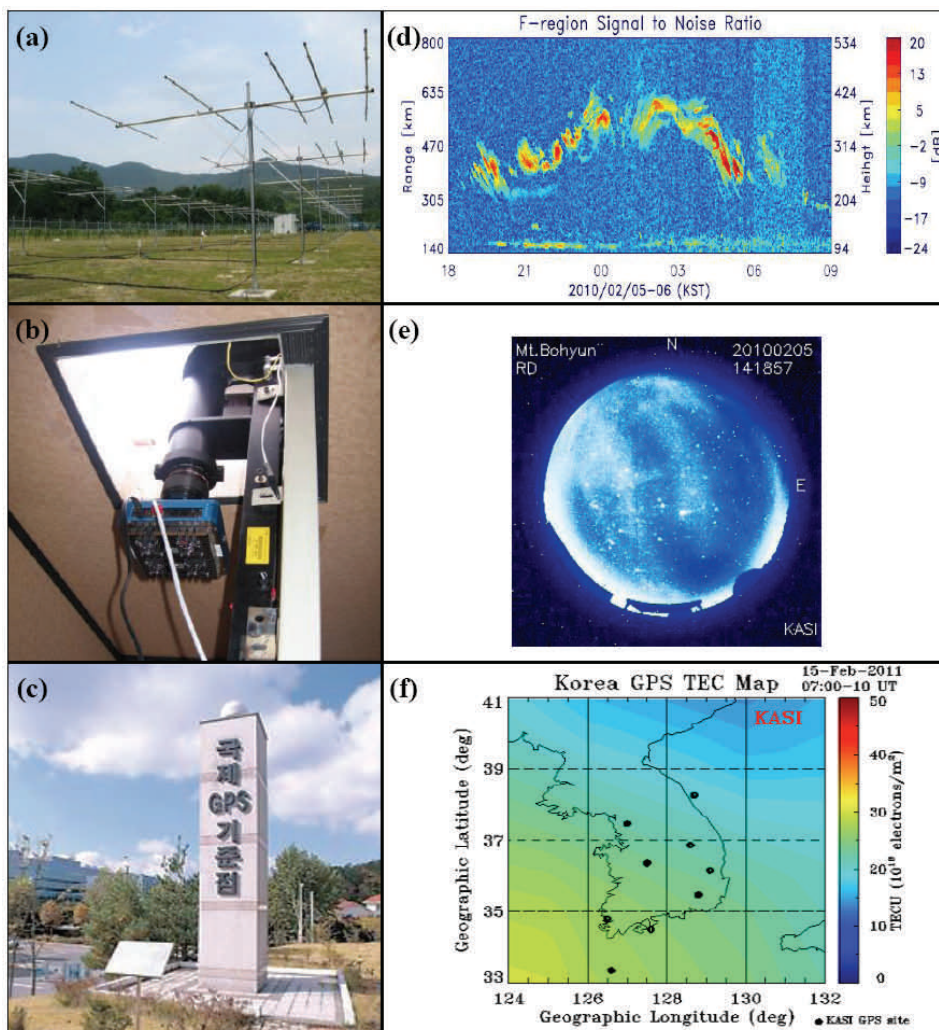 (a)
(d)
F-region Signal to Noise Ratio
800
635
470
305
140
Range [km]
534
424
314
204
94
Heihgt [km]
20
13
5
-2
-9
-17
-24
[dB]
18
21
00
03
06
09
2010/02/05-06 (KST)
(b)
(e)
Mt.Bohyun
RD
N
20100205
141857
E
KASI
(c)
국제GPS기준점
(f)
Korea GPS TEC Map
15-Feb-2011
07:00-10 UT
KASI
41
39
37
35
33
Geographic Latitude (deg)
124
126
128
130
132
Geographic Longitude (deg)
50
40
30
20
10
0
TECU (10¹⁶ electrons/m²)
KASI GPS site